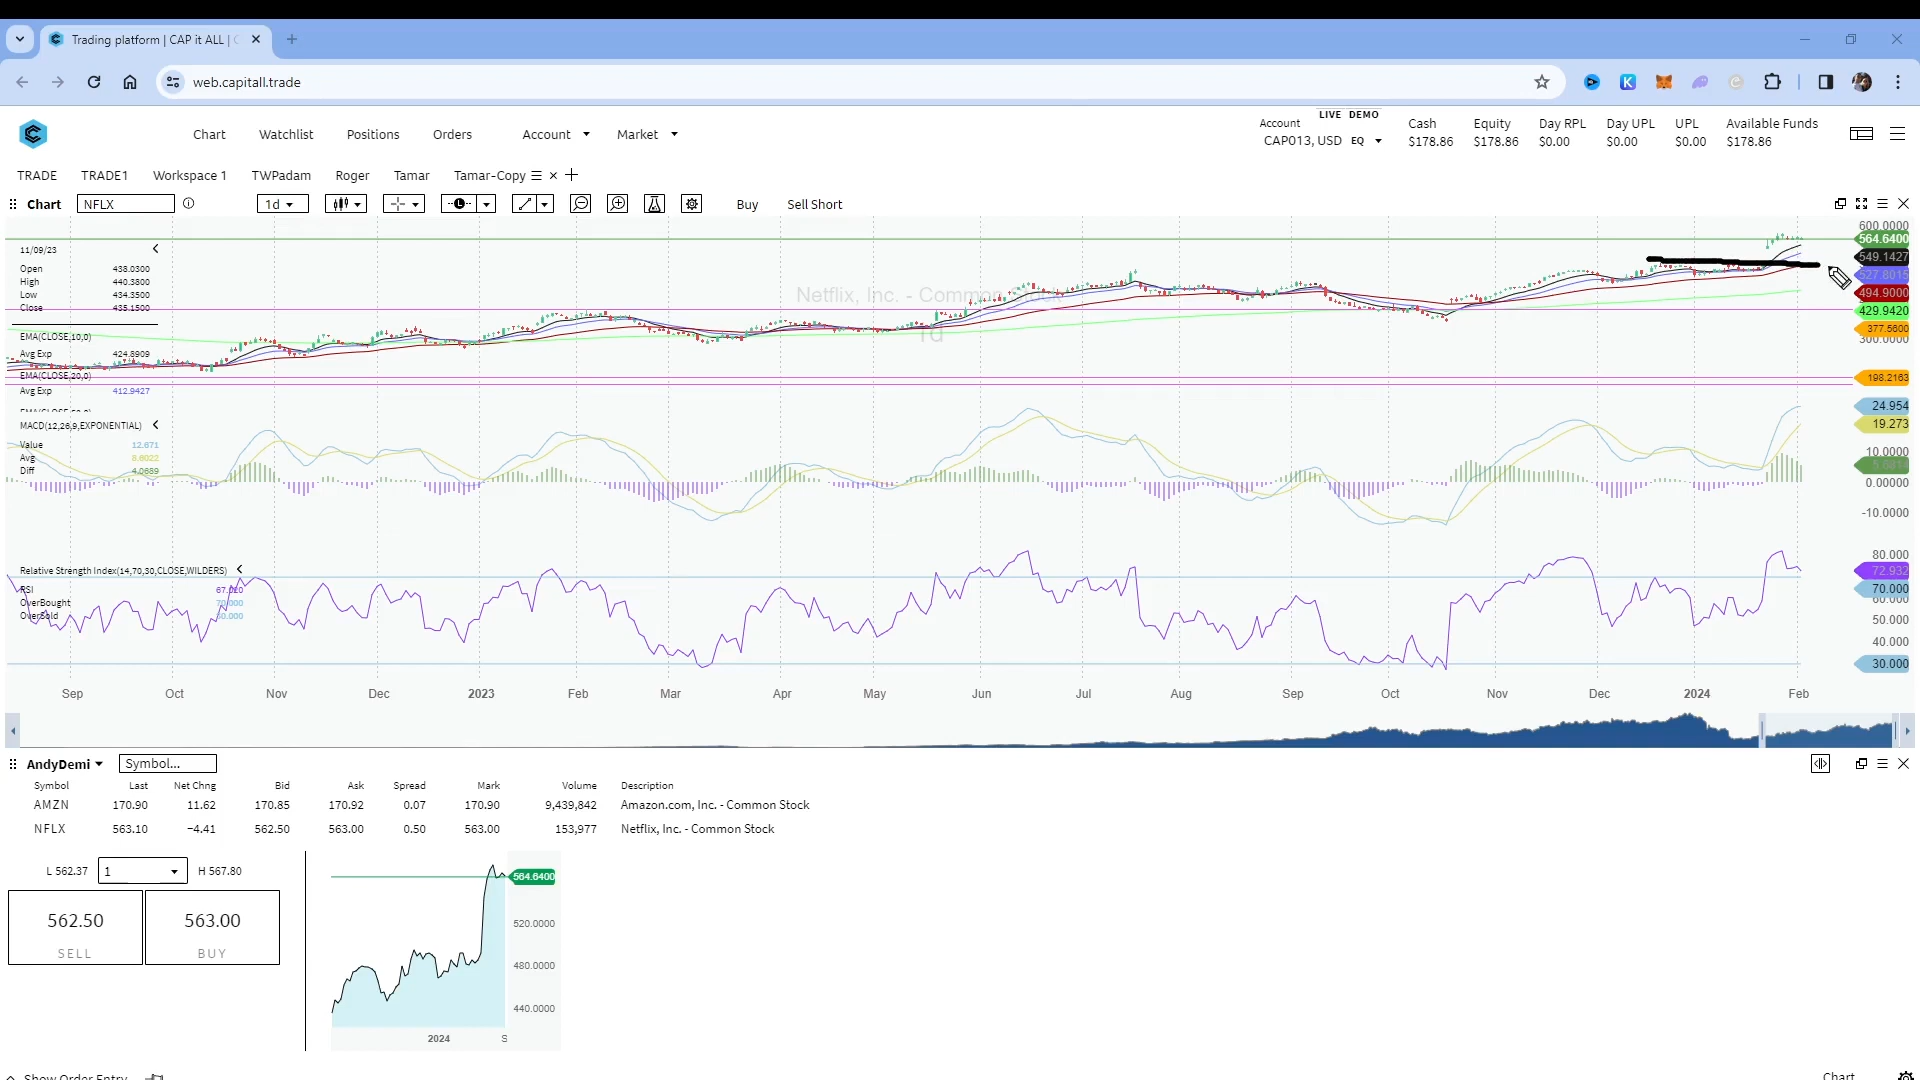 Trading platform | CAP it ALL | C
web.capitall.trade
Chart Watchlist Positions Orders Account Market
Account LIVE DEMO
CAP013, USD EQ
Cash Equity Day RPL Day UPL UPL Available Funds
$178.86 $178.86 $0.00 $0.00 $0.00 $178.86
TRADE TRADE1 Workspace 1 TWPadam Roger Tamar Tamar-Copy
Chart NFLX 1d Buy Sell Short
Netflix, Inc. - Common Stock
1d
11/09/23
Open 438.0300
High 440.3800
Low 434.3500
Close 435.1500
EMA(CLOSE,10,0)
Avg Exp 424.8909
EMA(CLOSE,20,0)
Avg Exp 412.9427
600.0000
564.6400
549.1427
527.8015
494.9000
429.9420
377.5600
300.0000
198.2163
MACD(12,26,9,EXPONENTIAL)
Value 12.671
Avg 8.6022
Diff 4.0689
24.954
19.273
10.0000
0.00000
-10.0000
Relative Strength Index(14,70,30,CLOSE,WILDERS)
RSI
OverBought 70.000
OverSold 30.000
80.000
72.932
70.000
60.000
50.000
40.000
30.000
Sep Oct Nov Dec 2023 Feb Mar Apr May Jun Jul Aug Sep Oct Nov Dec 2024 Feb
AndyDemi Symbol...
Symbol Last Net Chng Bid Ask Spread Mark Volume Description
AMZN 170.90 11.62 170.85 170.92 0.07 170.90 9,439,842 Amazon.com, Inc. - Common Stock
NFLX 563.10 −4.41 562.50 563.00 0.50 563.00 153,977 Netflix, Inc. - Common Stock
L 562.37 1 H 567.80
562.50 563.00
SELL BUY
564.6400
520.0000
480.0000
440.0000
2024 S
Show Order Entry
Chart